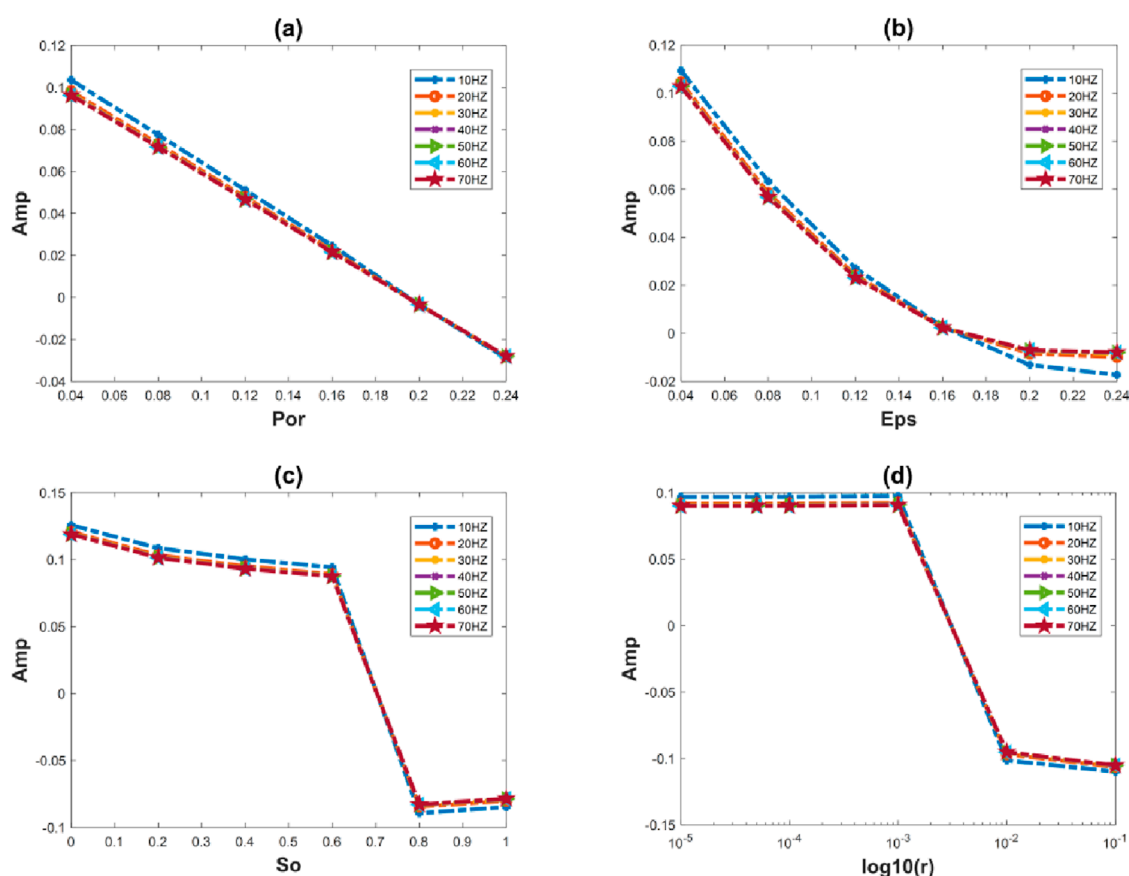 (a)
0.12
0.1
0.08
0.06
0.04
0.02
0
-0.02
-0.04
Amp
10HZ
20HZ
30HZ
40HZ
50HZ
60HZ
70HZ
0.04 0.06 0.08 0.1 0.12 0.14 0.16 0.18 0.2 0.22 0.24
Por
(b)
0.12
0.1
0.08
0.06
0.04
0.02
0
-0.02
Amp
10HZ
20HZ
30HZ
40HZ
50HZ
60HZ
70HZ
0.04 0.06 0.08 0.1 0.12 0.14 0.16 0.18 0.2 0.22 0.24
Eps
(c)
0.15
0.1
0.05
0
-0.05
-0.1
Amp
10HZ
20HZ
30HZ
40HZ
50HZ
60HZ
70HZ
0 0.1 0.2 0.3 0.4 0.5 0.6 0.7 0.8 0.9 1
So
(d)
0.1
0.05
0
-0.05
-0.1
-0.15
Amp
10HZ
20HZ
30HZ
40HZ
50HZ
60HZ
70HZ
10⁻⁵ 10⁻⁴ 10⁻³ 10⁻² 10⁻¹
log10(r)